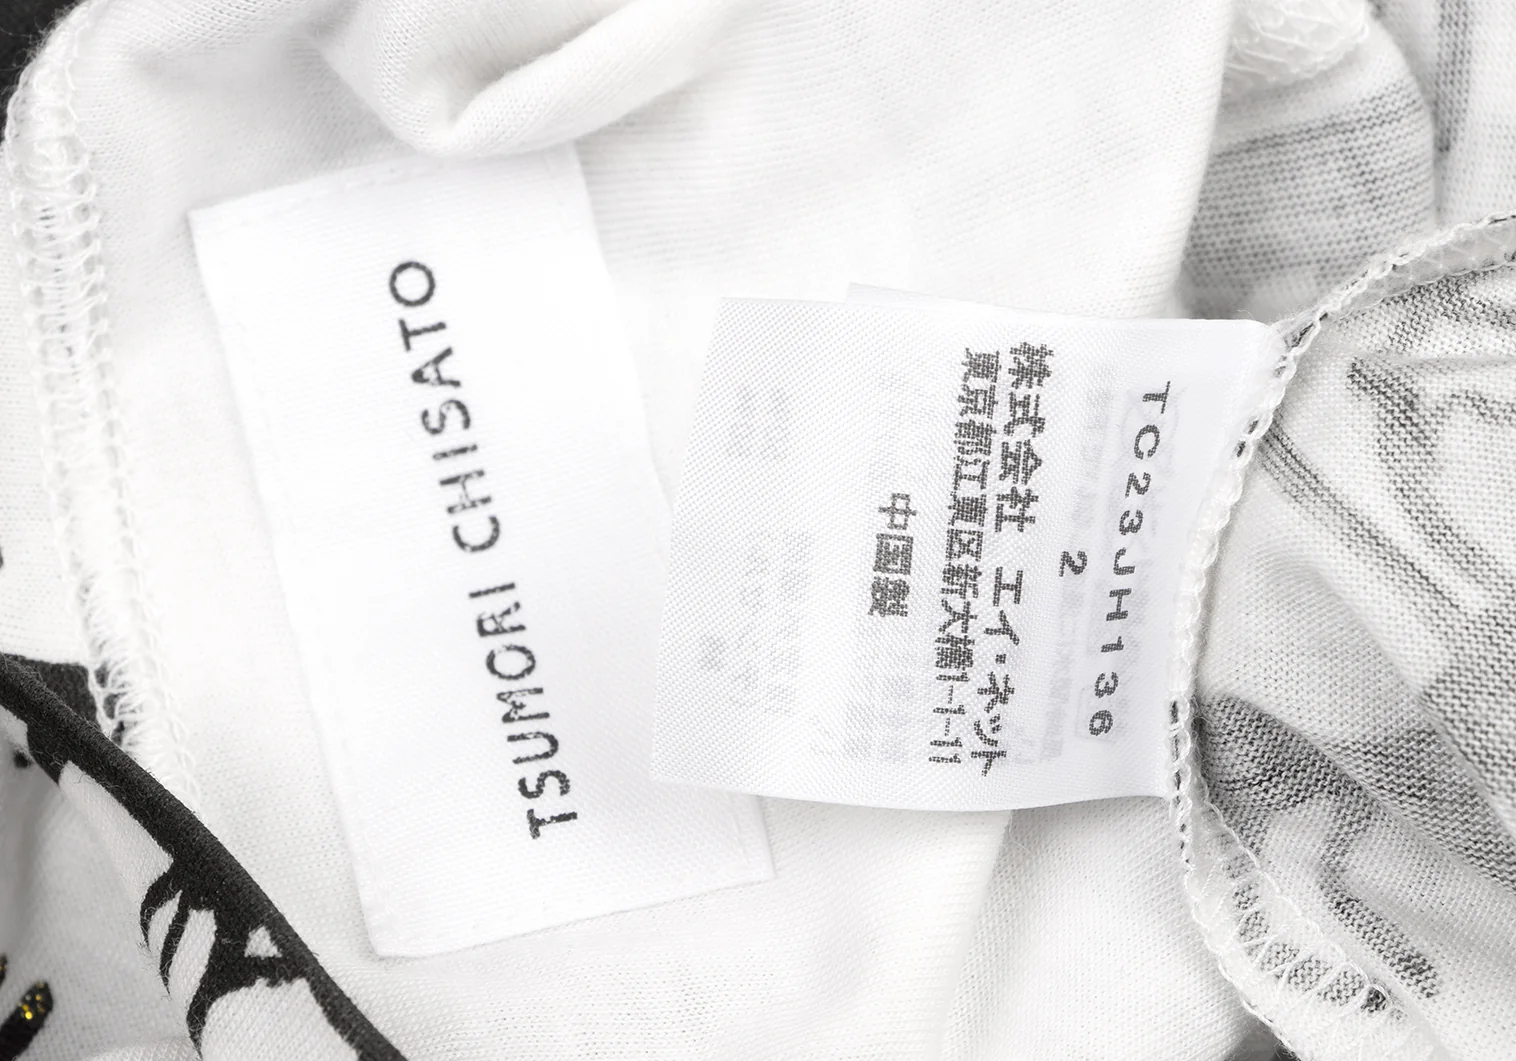 TSUMORI CHISATO
TC23JH136
2
株式会社 エイ・ネット
東京都江東区新大橋1-1-11
中国製